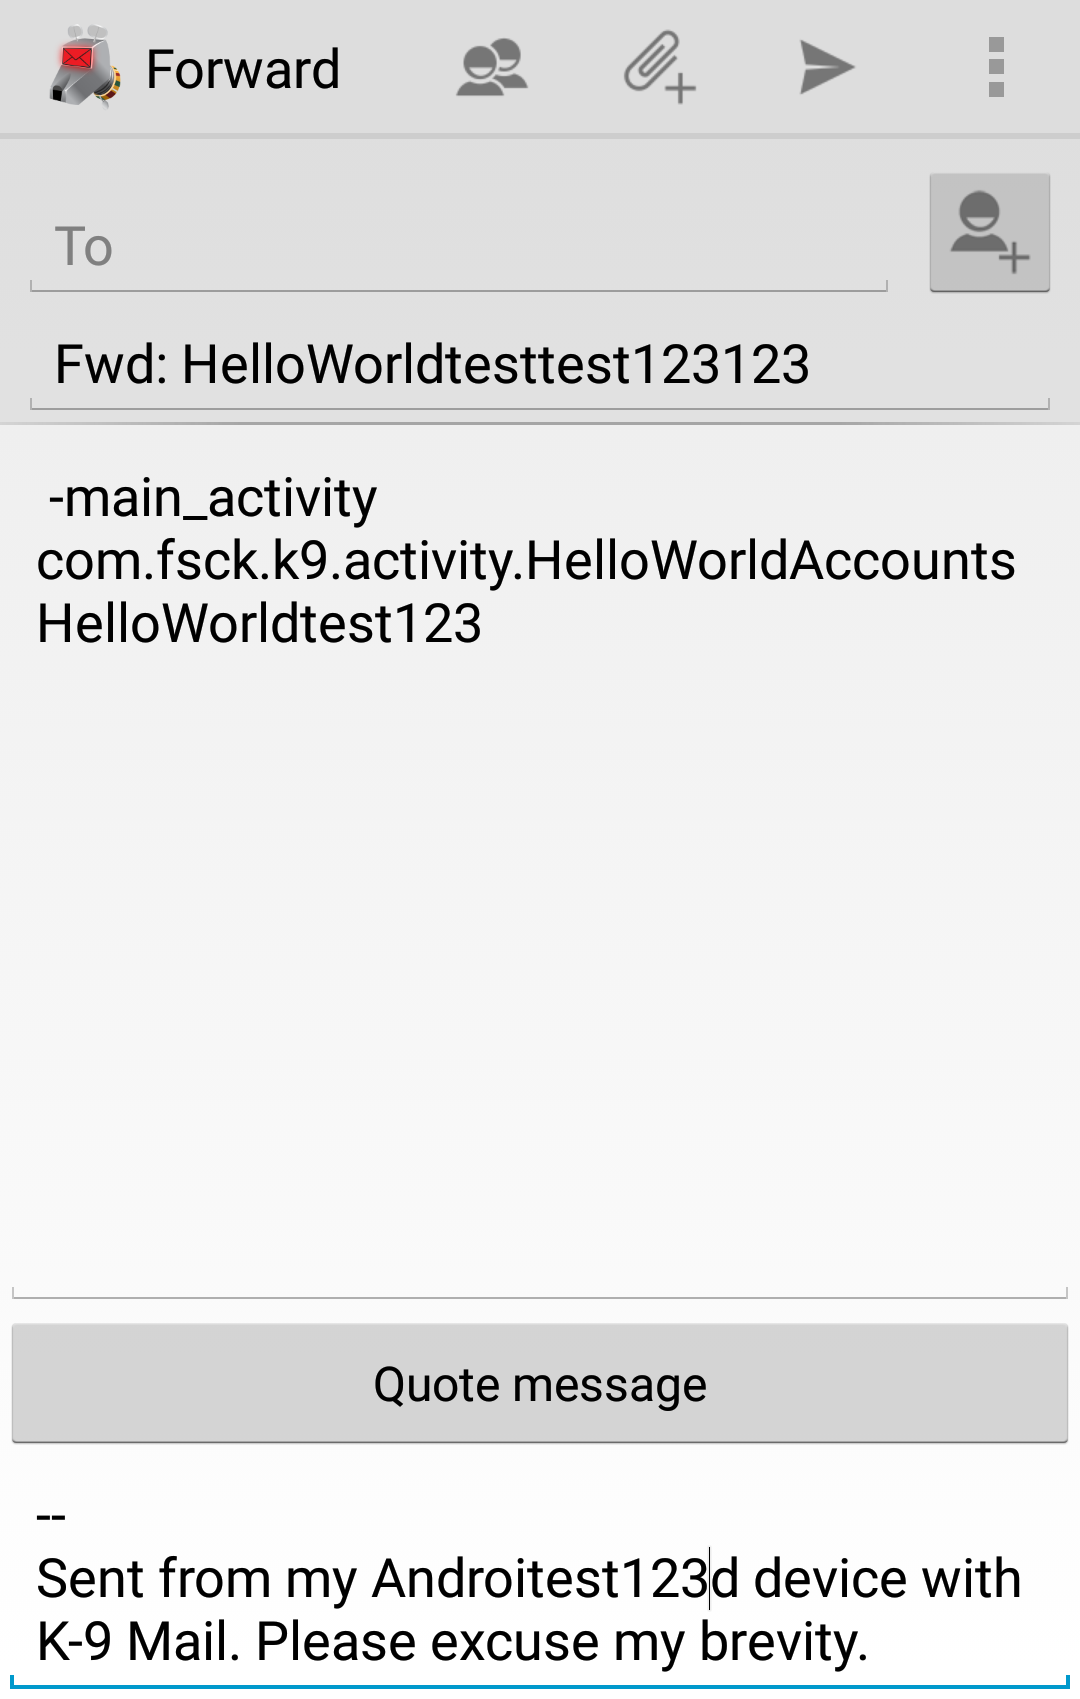 Forward
To
Fwd: HelloWorldtesttest123123
-main_activity
com.fsck.k9.activity.HelloWorldAccounts
HelloWorldtest123
Quote message
--
Sent from my Androitest123d device with
K-9 Mail. Please excuse my brevity.